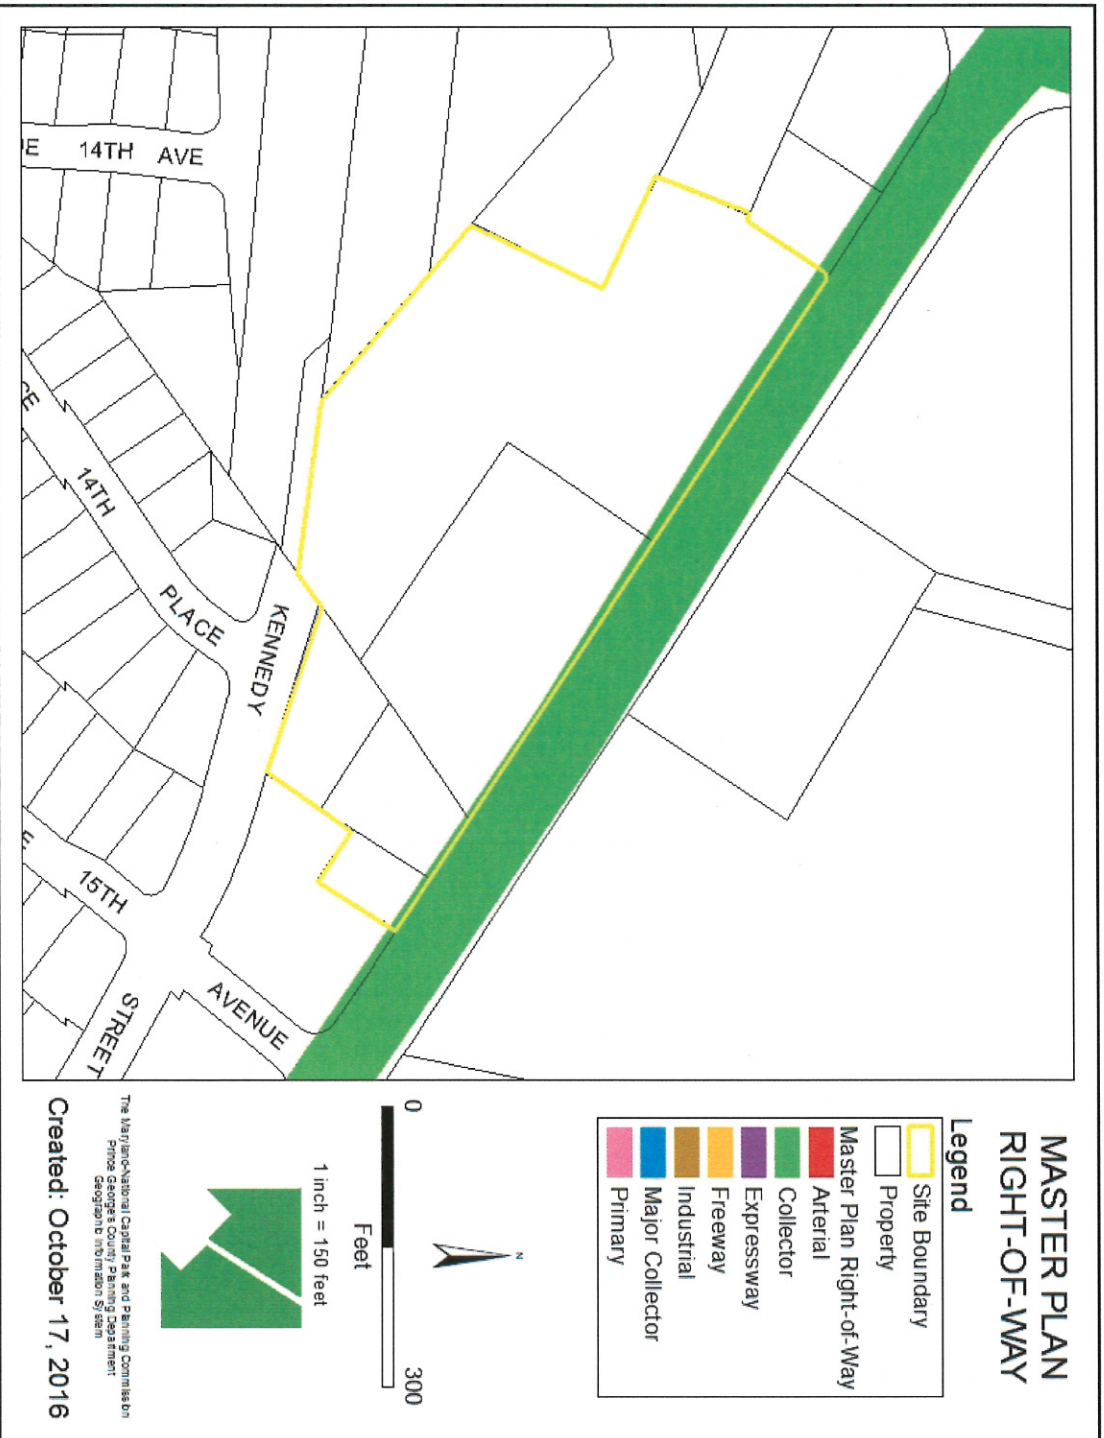 MASTER PLAN
RIGHT-OF-WAY
Legend
Site Boundary
Property
Master Plan Right-of-Way
Arterial
Collector
Expressway
Freeway
Industrial
Major Collector
Primary
N
0 300
Feet
1 inch = 150 feet
The Maryland-National Capital Park and Planning Commission
Prince George's County Planning Department
Geographic Information System
Created: October 17, 2016
14TH AVE
14TH
PLACE
KENNEDY
15TH
AVENUE
STREET